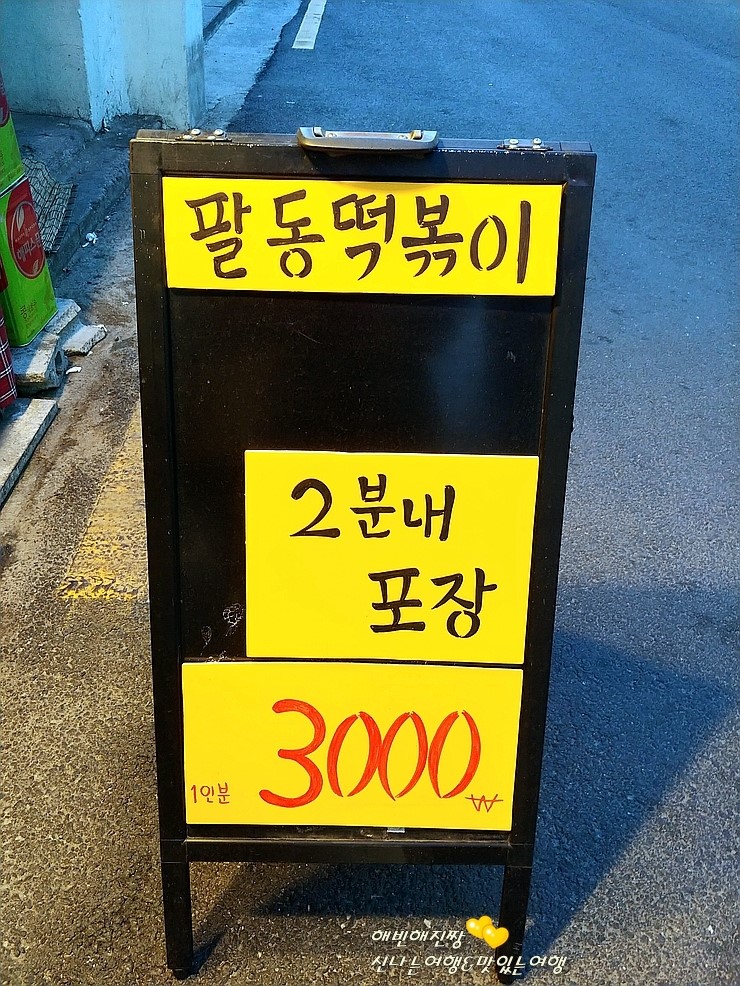 팔동떡볶이
2분내
포장
1인분 3000₩
애빈애진짱
신나는여행&맛있는여행